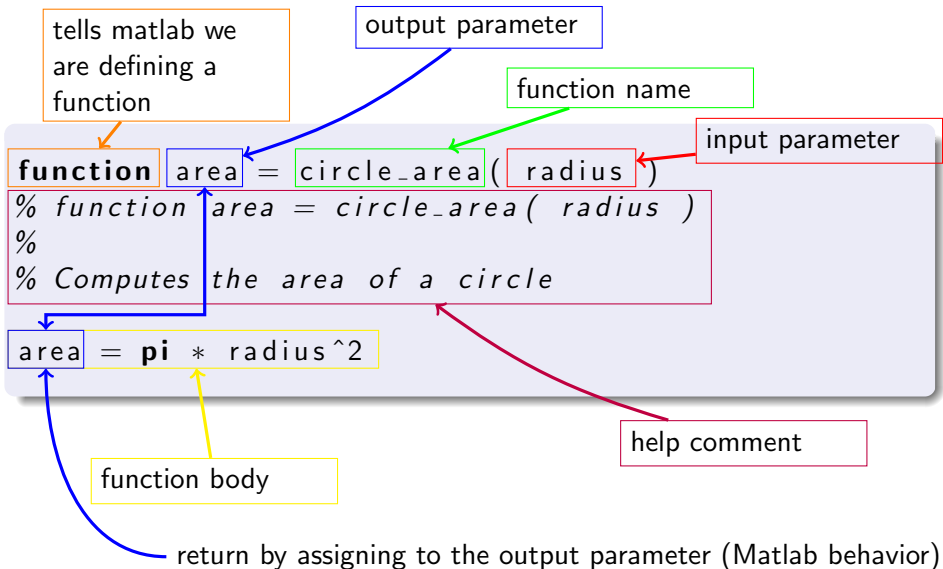 tells matlab we
are defining a
function
output parameter
function name
input parameter
function area = circle_area( radius )
% function area = circle_area( radius )
%
% Computes the area of a circle
area = pi * radius^2
help comment
function body
return by assigning to the output parameter (Matlab behavior)